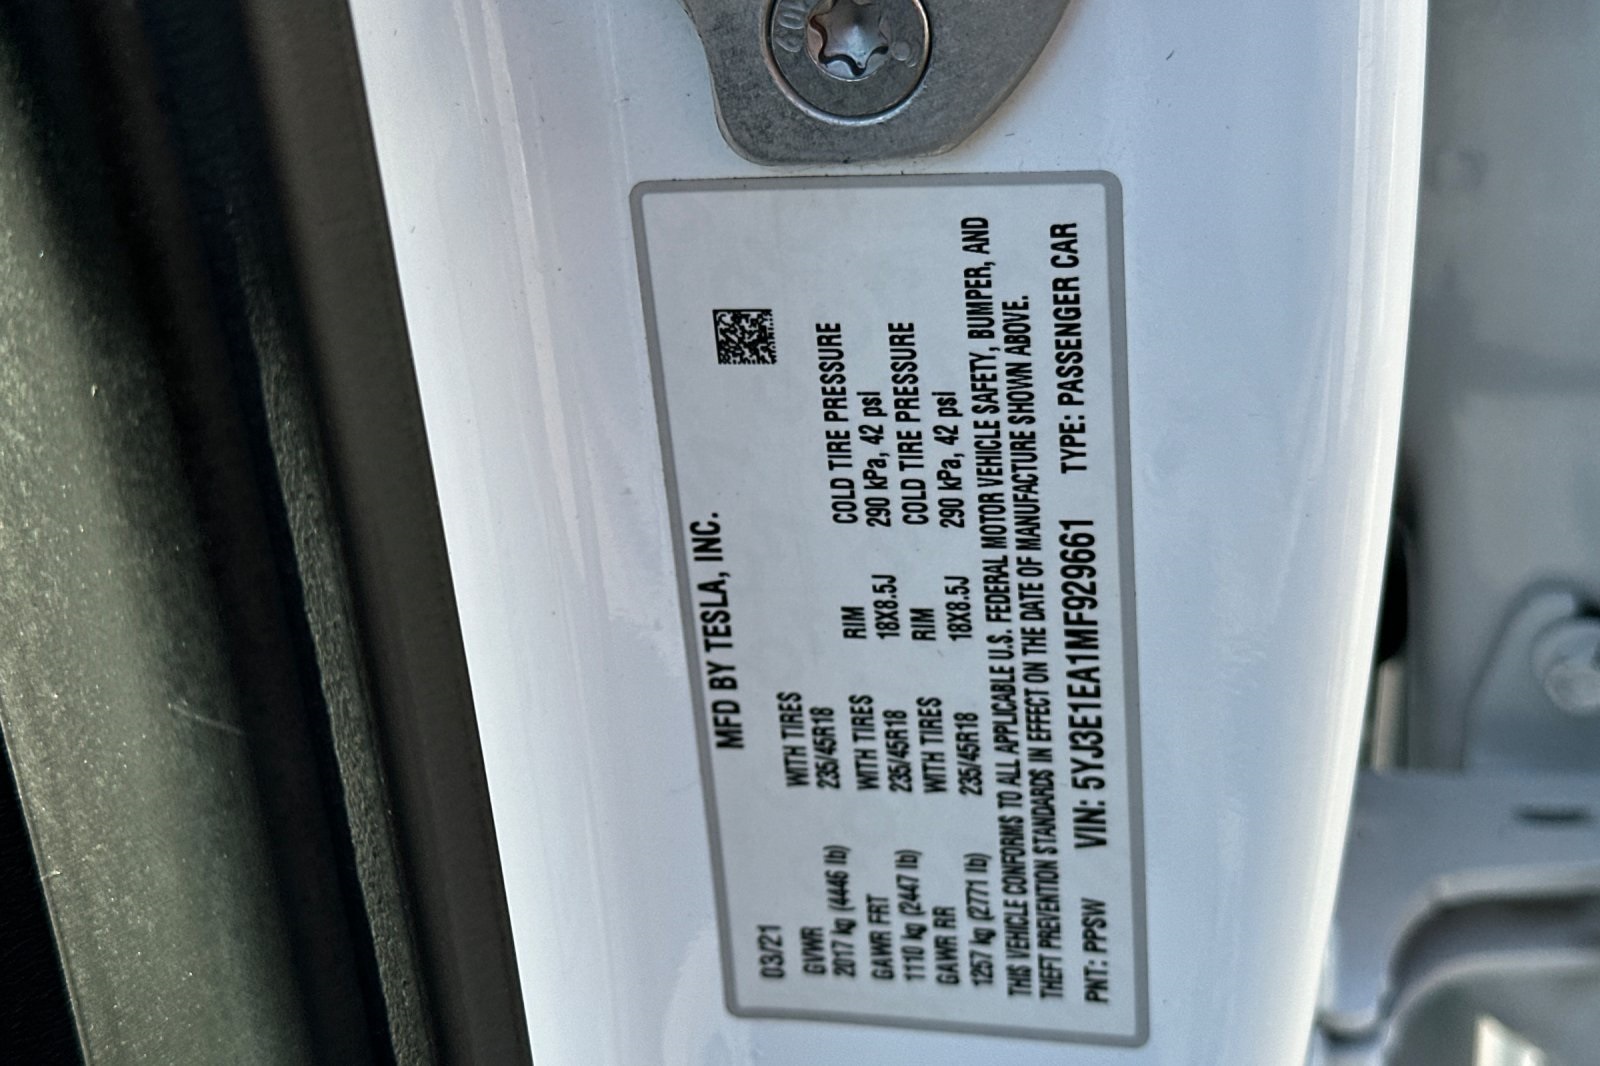 MFD BY TESLA, INC.
03/21
GVWR WITH TIRES RIM COLD TIRE PRESSURE
2017 kg (4446 lb) 235/45R18 18X8.5J 290 kPa, 42 psi
GAWR FRT WITH TIRES RIM COLD TIRE PRESSURE
1110 kg (2447 lb) 235/45R18 18X8.5J 290 kPa, 42 psi
GAWR RR WITH TIRES
1257 kg (2771 lb) 235/45R18
THIS VEHICLE CONFORMS TO ALL APPLICABLE U.S. FEDERAL MOTOR VEHICLE SAFETY, BUMPER, AND
THEFT PREVENTION STANDARDS IN EFFECT ON THE DATE OF MANUFACTURE SHOWN ABOVE.
PNT: PPSW VIN: 5YJ3E1EA1MF929661 TYPE: PASSENGER CAR